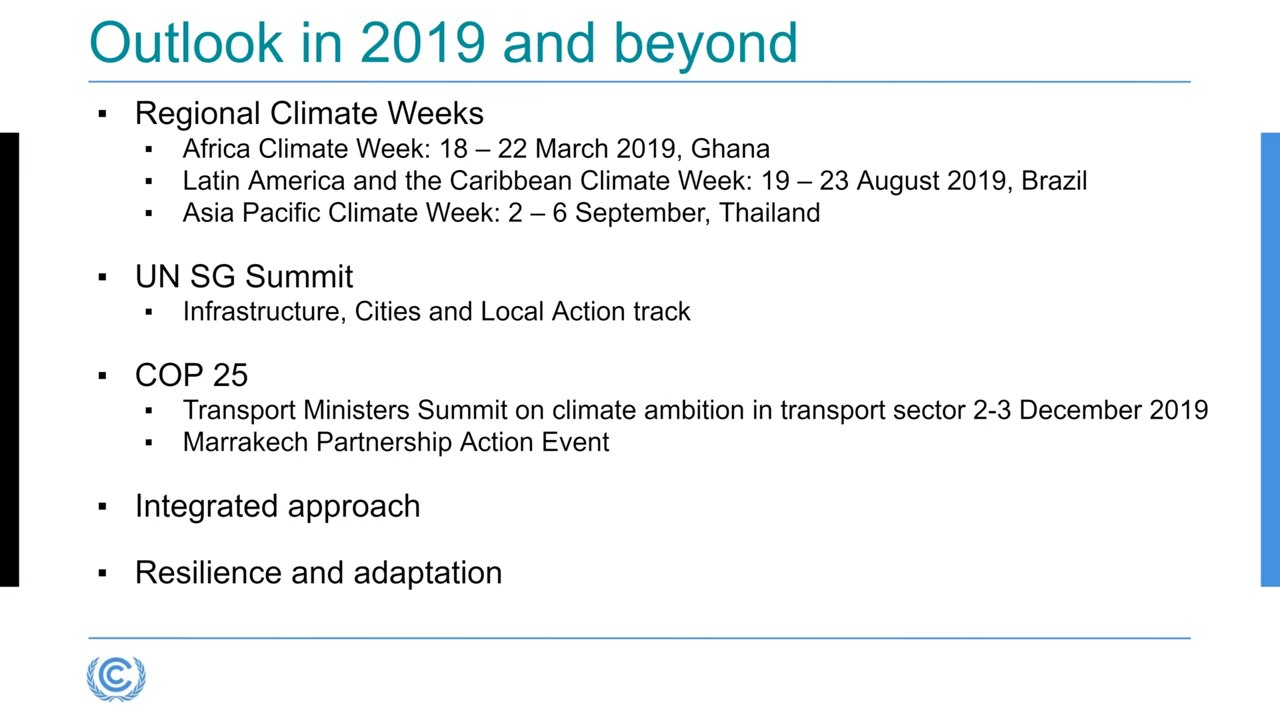 Outlook in 2019 and beyond
▪ Regional Climate Weeks
▪ Africa Climate Week: 18 – 22 March 2019, Ghana
▪ Latin America and the Caribbean Climate Week: 19 – 23 August 2019, Brazil
▪ Asia Pacific Climate Week: 2 – 6 September, Thailand
▪ UN SG Summit
▪ Infrastructure, Cities and Local Action track
▪ COP 25
▪ Transport Ministers Summit on climate ambition in transport sector 2-3 December 2019
▪ Marrakech Partnership Action Event
▪ Integrated approach
▪ Resilience and adaptation